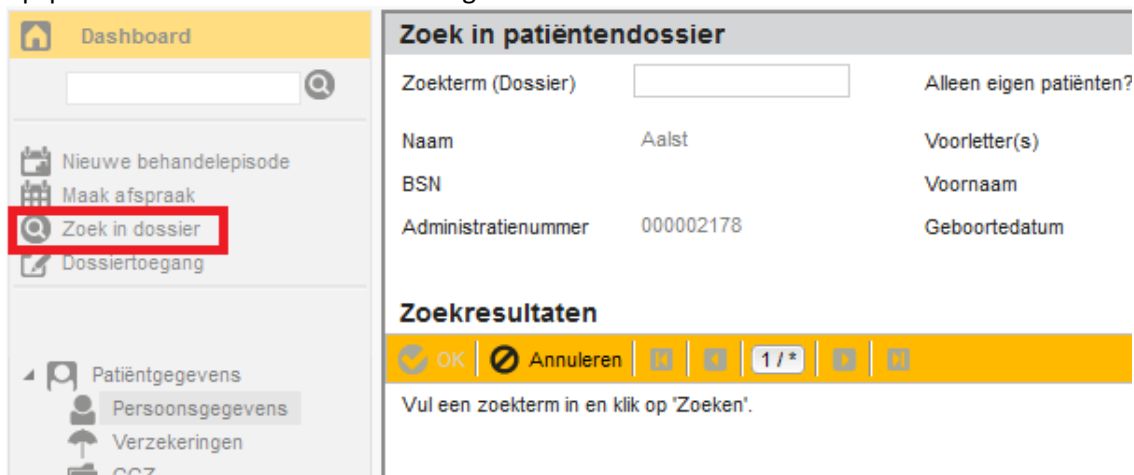 Dashboard
Nieuwe behandelepisode
Maak afspraak
Zoek in dossier
Dossiertoegang
Patiëntgegevens
Persoonsgegevens
Verzekeringen
Zoek in patiëntendossier
Zoekterm (Dossier) Alleen eigen patiënten?
Naam Aalst Voorletter(s)
BSN Voornaam
Administratienummer 000002178 Geboortedatum
Zoekresultaten
OK Annuleren 1 / *
Vul een zoekterm in en klik op 'Zoeken'.